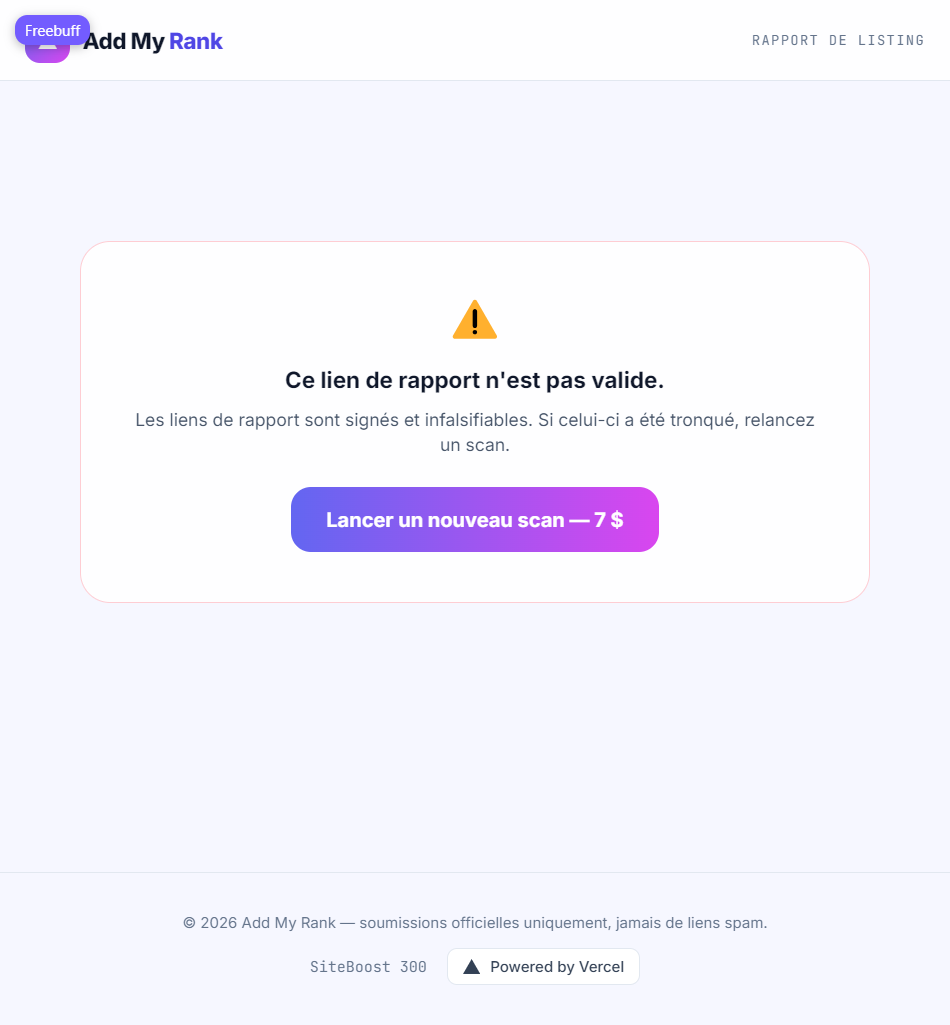 Freebuff
Add My Rank
RAPPORT DE LISTING
Ce lien de rapport n'est pas valide.
Les liens de rapport sont signés et infalsifiables. Si celui-ci a été tronqué, relancez
un scan.
Lancer un nouveau scan — 7 $
© 2026 Add My Rank — soumissions officielles uniquement, jamais de liens spam.
SiteBoost 300
Powered by Vercel